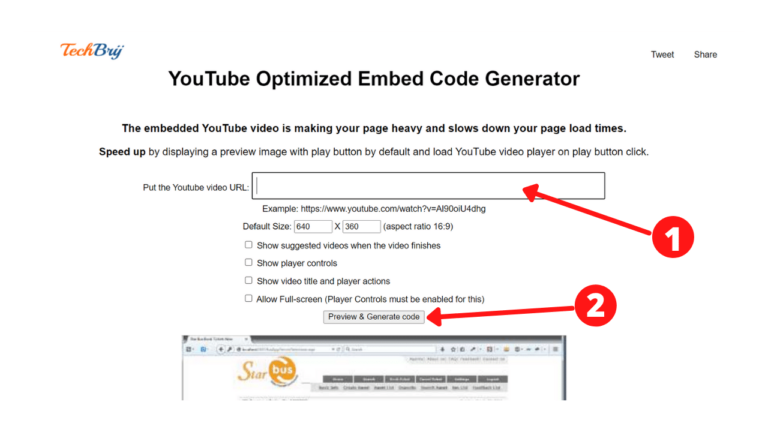 TechBrij
Tweet Share
YouTube Optimized Embed Code Generator
The embedded YouTube video is making your page heavy and slows down your page load times.
Speed up by displaying a preview image with play button by default and load YouTube video player on play button click.
Put the Youtube video URL:
Example: https://www.youtube.com/watch?v=AI90oiU4dhg
1
Default Size: 640 X 360 (aspect ratio 16:9)
Show suggested videos when the video finishes
Show player controls
Show video title and player actions
Allow Full-screen (Player Controls must be enabled for this)
2
Preview & Generate code
Star bus